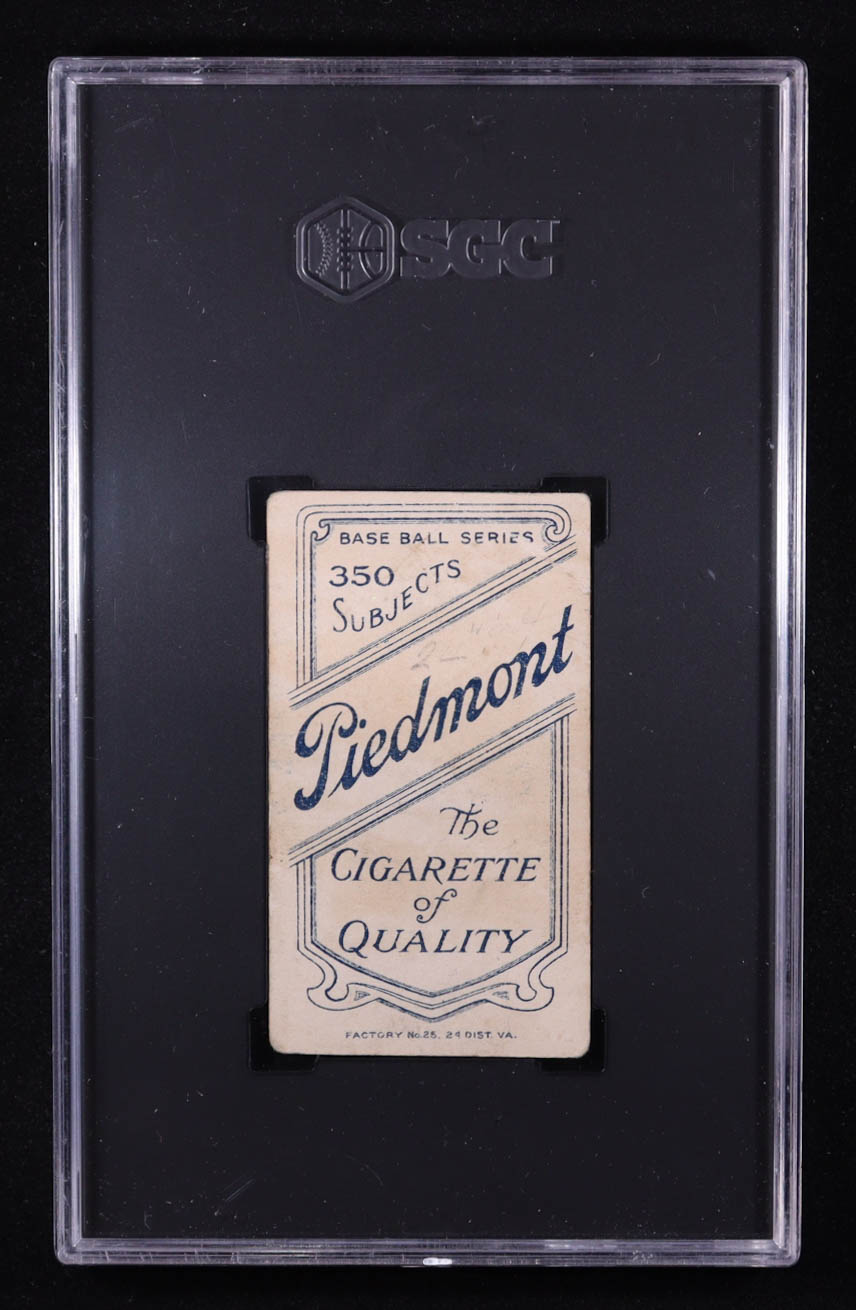 SGC
BASE BALL SERIES
350
SUBJECTS
Piedmont
The
CIGARETTE
of
QUALITY
FACTORY No. 25, 2d DIST. VA.